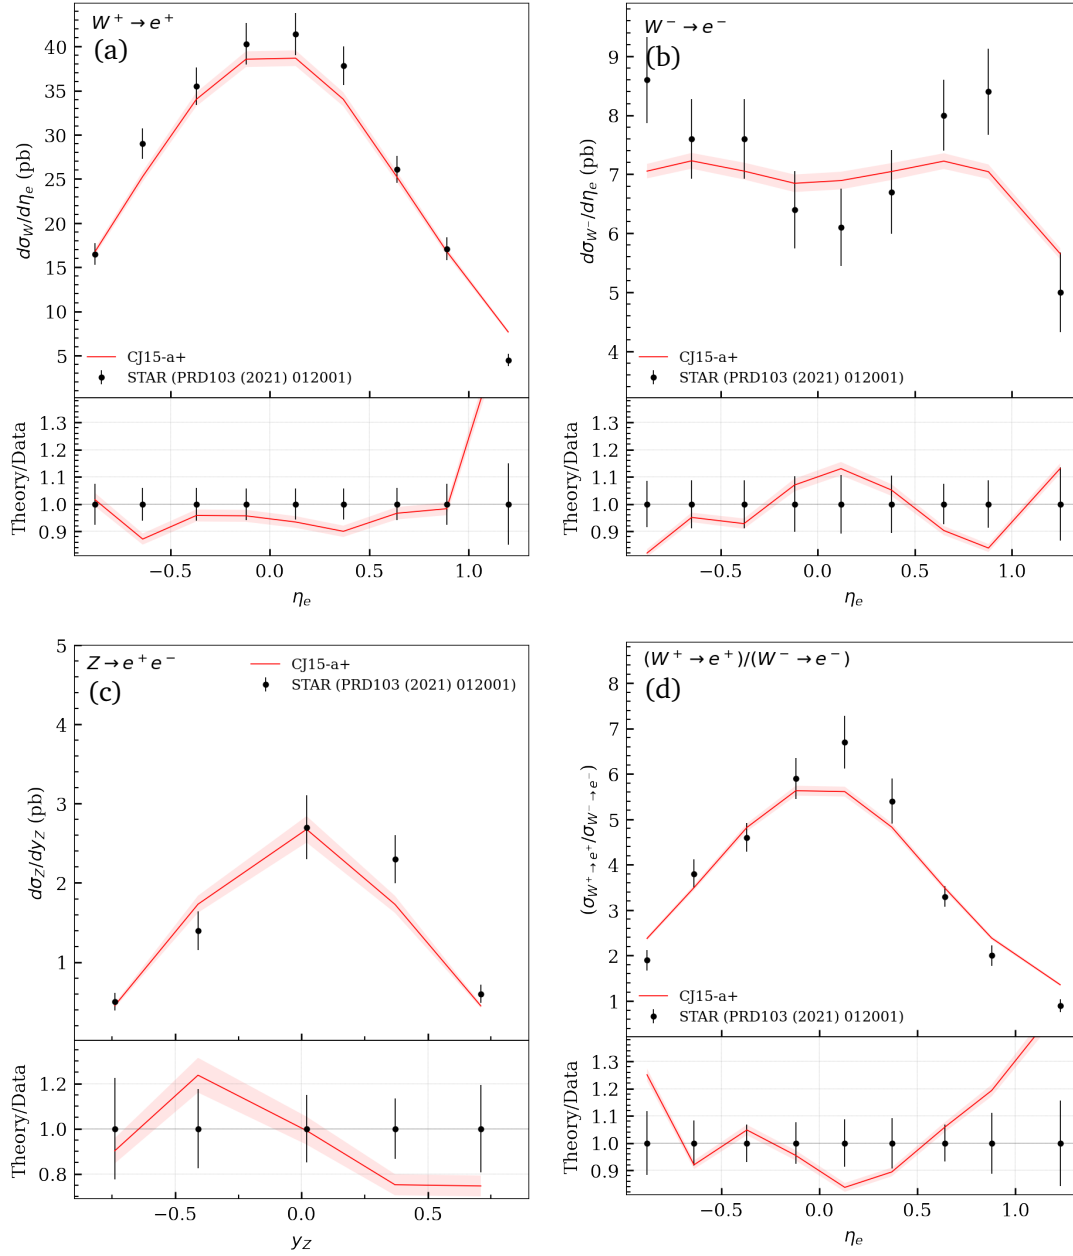 W⁺ → e⁺
(a)
dσ_W/dη_e (pb)
40
35
30
25
20
15
10
5
CJ15-a+
STAR (PRD103 (2021) 012001)
Theory/Data
1.3
1.2
1.1
1.0
0.9
−0.5 0.0 0.5 1.0
η_e
W⁻ → e⁻
(b)
dσ_W⁻/dη_e (pb)
9
8
7
6
5
4
CJ15-a+
STAR (PRD103 (2021) 012001)
Theory/Data
1.3
1.2
1.1
1.0
0.9
−0.5 0.0 0.5 1.0
η_e
Z → e⁺e⁻
(c)
CJ15-a+
STAR (PRD103 (2021) 012001)
dσ_Z/dy_Z (pb)
5
4
3
2
1
Theory/Data
1.2
1.0
0.8
−0.5 0.0 0.5
y_Z
(W⁺ → e⁺)/(W⁻ → e⁻)
(d)
(σ_W⁺→e⁺/σ_W⁻→e⁻)
8
7
6
5
4
3
2
1
CJ15-a+
STAR (PRD103 (2021) 012001)
Theory/Data
1.3
1.2
1.1
1.0
0.9
−0.5 0.0 0.5 1.0
η_e